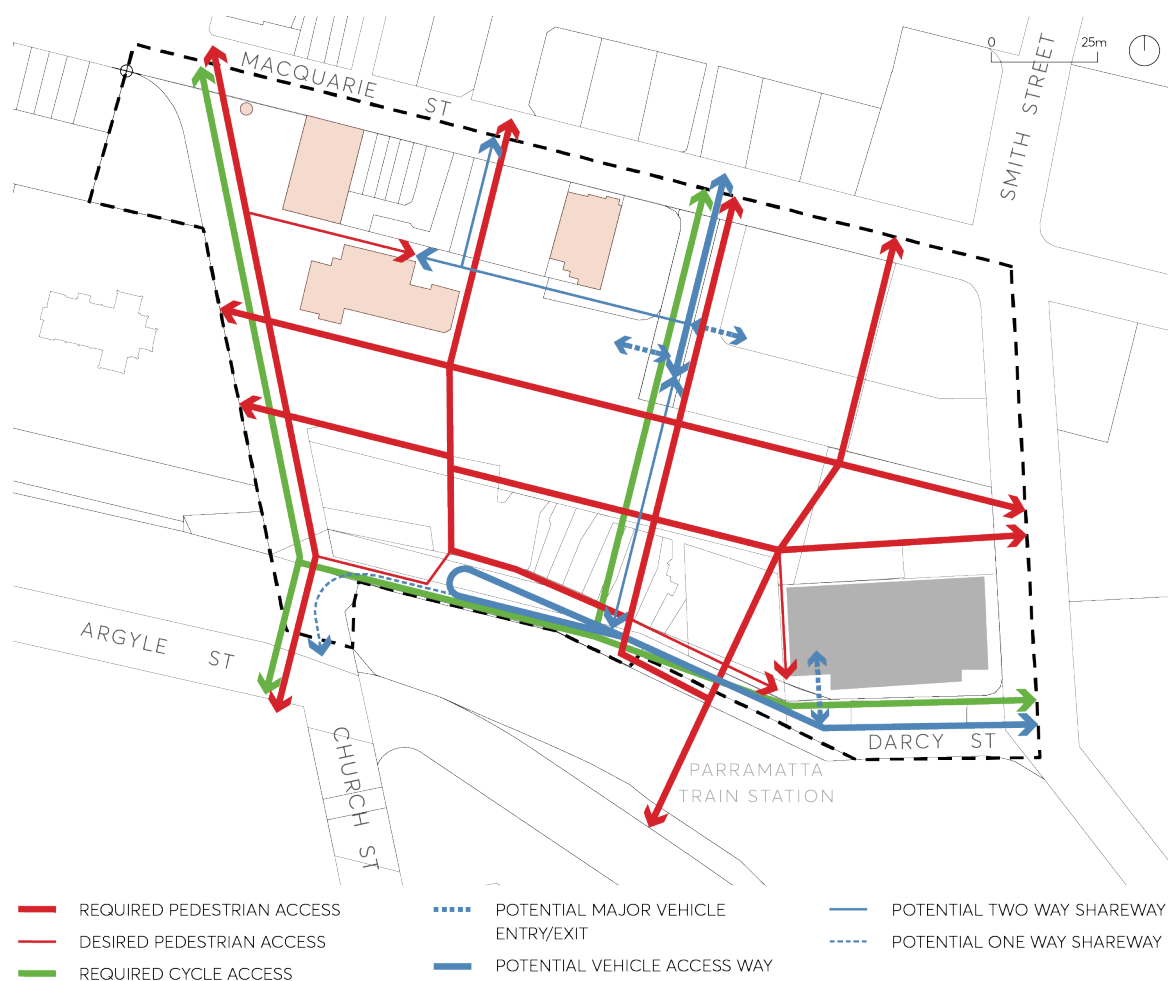 MACQUARIE ST
0 25m
SMITH STREET
ARGYLE ST
CHURCH ST
DARCY ST
PARRAMATTA
TRAIN STATION
REQUIRED PEDESTRIAN ACCESS
DESIRED PEDESTRIAN ACCESS
REQUIRED CYCLE ACCESS
POTENTIAL MAJOR VEHICLE
ENTRY/EXIT
POTENTIAL VEHICLE ACCESS WAY
POTENTIAL TWO WAY SHAREWAY
POTENTIAL ONE WAY SHAREWAY